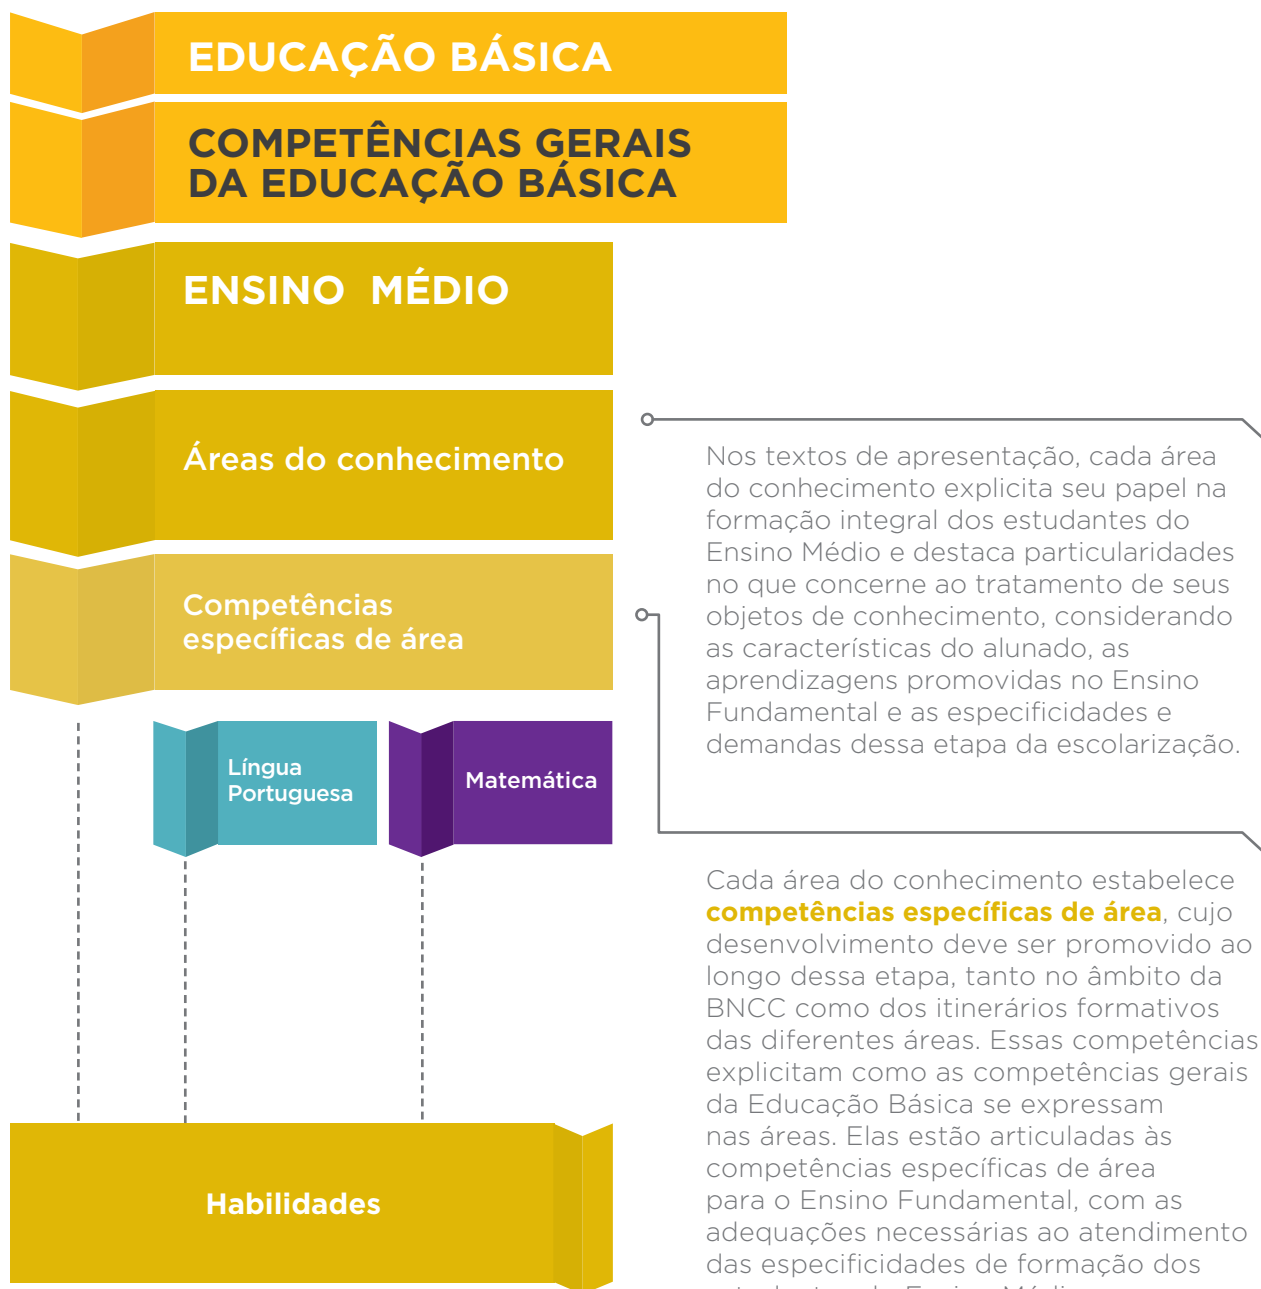 EDUCAÇÃO BÁSICA
COMPETÊNCIAS GERAIS
DA EDUCAÇÃO BÁSICA
ENSINO MÉDIO
Áreas do conhecimento
Competências
específicas de área
Língua
Portuguesa
Matemática
Habilidades
Nos textos de apresentação, cada área
do conhecimento explicita seu papel na
formação integral dos estudantes do
Ensino Médio e destaca particularidades
no que concerne ao tratamento de seus
objetos de conhecimento, considerando
as características do alunado, as
aprendizagens promovidas no Ensino
Fundamental e as especificidades e
demandas dessa etapa da escolarização.
Cada área do conhecimento estabelece
competências específicas de área, cujo
desenvolvimento deve ser promovido ao
longo dessa etapa, tanto no âmbito da
BNCC como dos itinerários formativos
das diferentes áreas. Essas competências
explicitam como as competências gerais
da Educação Básica se expressam
nas áreas. Elas estão articuladas às
competências específicas de área
para o Ensino Fundamental, com as
adequações necessárias ao atendimento
das especificidades de formação dos